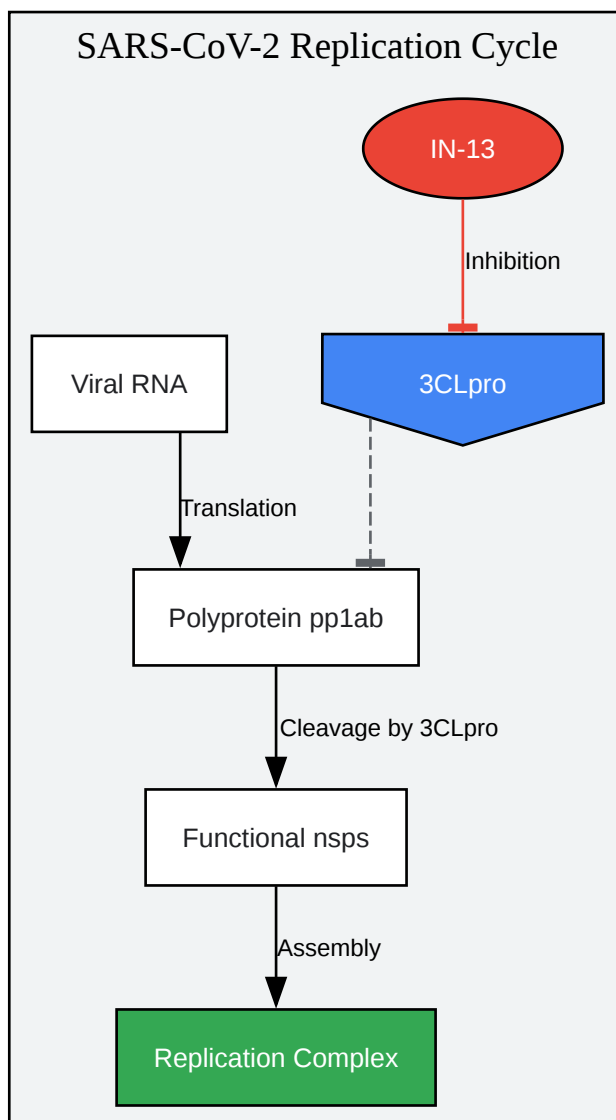 SARS-CoV-2 Replication Cycle
IN-13
Inhibition
Viral RNA
3CLpro
Translation
Polyprotein pp1ab
Cleavage by 3CLpro
Functional nsps
Assembly
Replication Complex